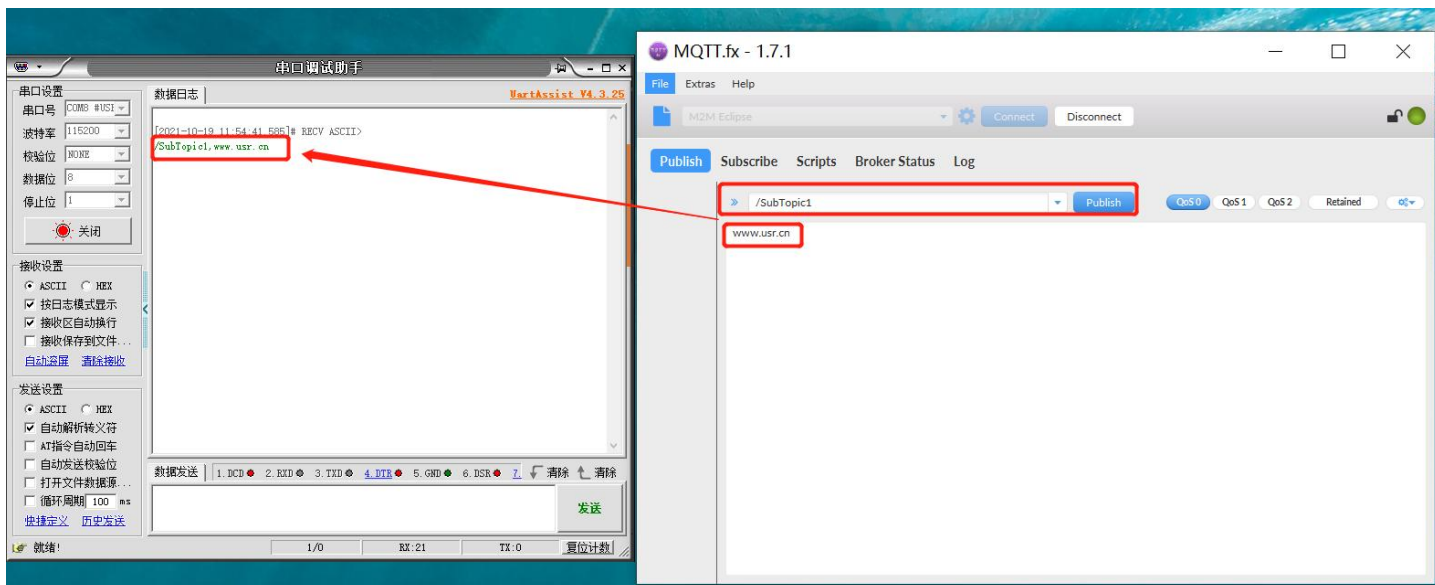 串口调试助手
串口设置
串口号 COM8 #USI
波特率 115200
校验位 NONE
数据位 8
停止位 1
关闭
接收设置
ASCII HEX
按日志模式显示
接收区自动换行
接收保存到文件...
自动滚屏 清除接收
发送设置
ASCII HEX
自动解析转义符
AT指令自动回车
自动发送校验位
打开文件数据源...
循环周期 100 ms
快捷定义 历史发送
数据日志 UartAssist V4.3.25
[2021-10-19 11:54:41.585]# RECV ASCII>
/SubTopic1,www.usr.cn
数据发送 1.DCD 2.RXD 3.TXD 4.DTR 5.GND 6.DSR 7. 清除 清除
发送
就绪! 1/0 RX:21 TX:0 复位计数
MQTT.fx - 1.7.1
File Extras Help
M2M Eclipse Connect Disconnect
Publish Subscribe Scripts Broker Status Log
» /SubTopic1 Publish QoS 0 QoS 1 QoS 2 Retained
www.usr.cn